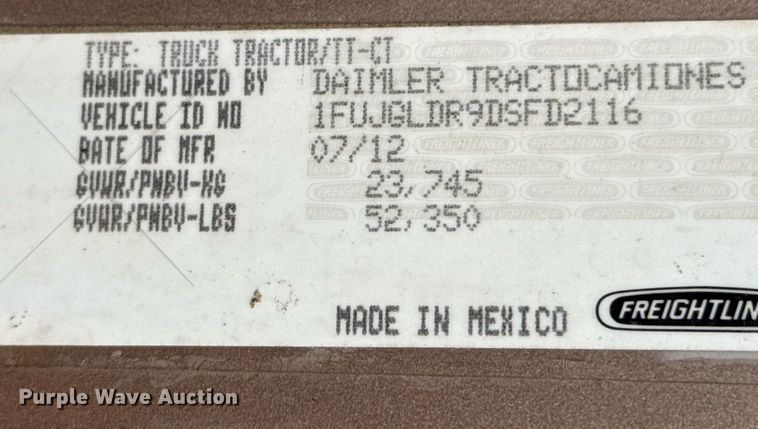 TYPE: TRUCK TRACTOR/TT-CT
MANUFACTURED BY DAIMLER TRACTOCAMIONES
VEHICLE ID NO 1FUJGLDR9DSFD2116
DATE OF MFR 07/12
GVWR/PNBV-KG 23,745
GVWR/PNBV-LBS 52,350
MADE IN MEXICO
FREIGHTLIN
Purple Wave Auction